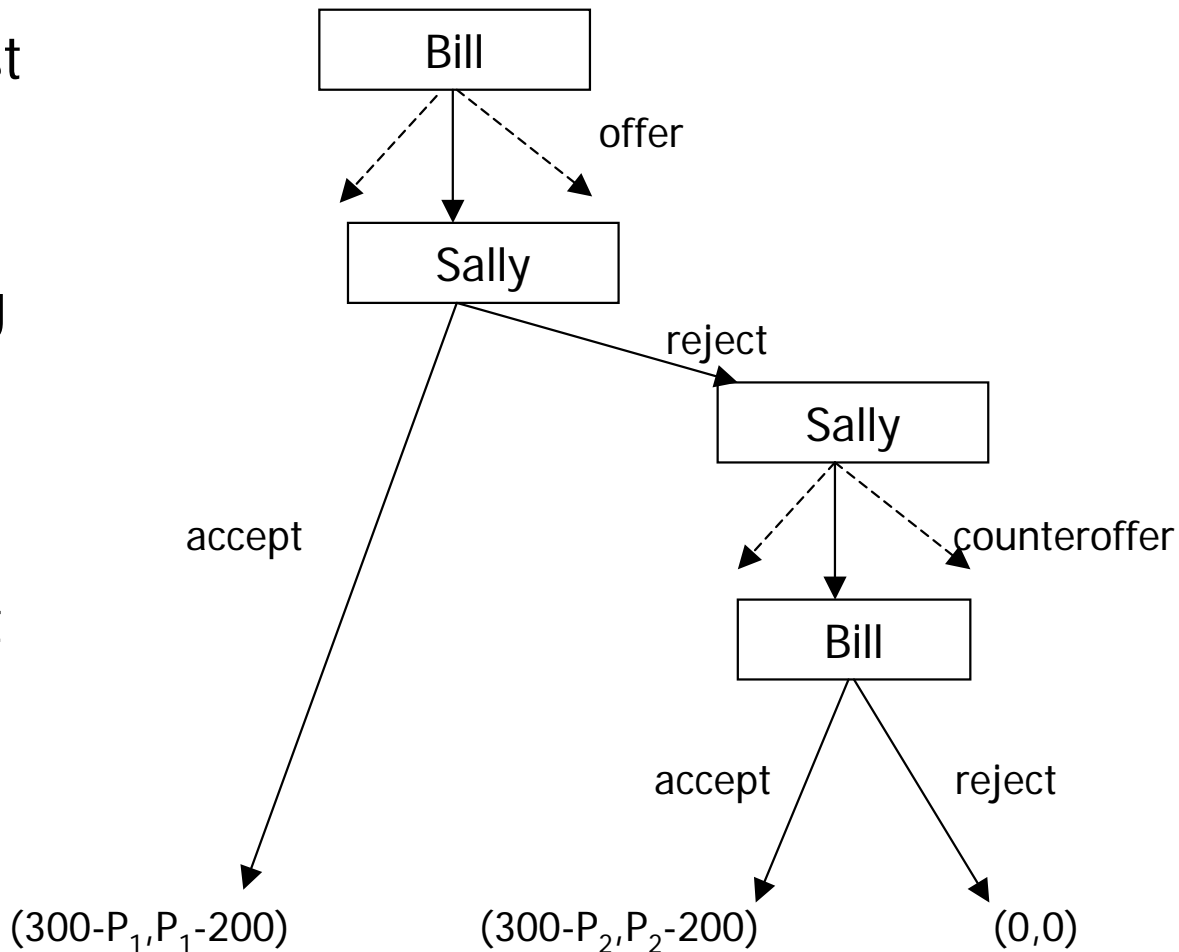 Bill
st
offer
Sally
g
reject
Sally
accept
counteroffer
Bill
accept
reject
(300-P₁,P₁-200)
(300-P₂,P₂-200)
(0,0)